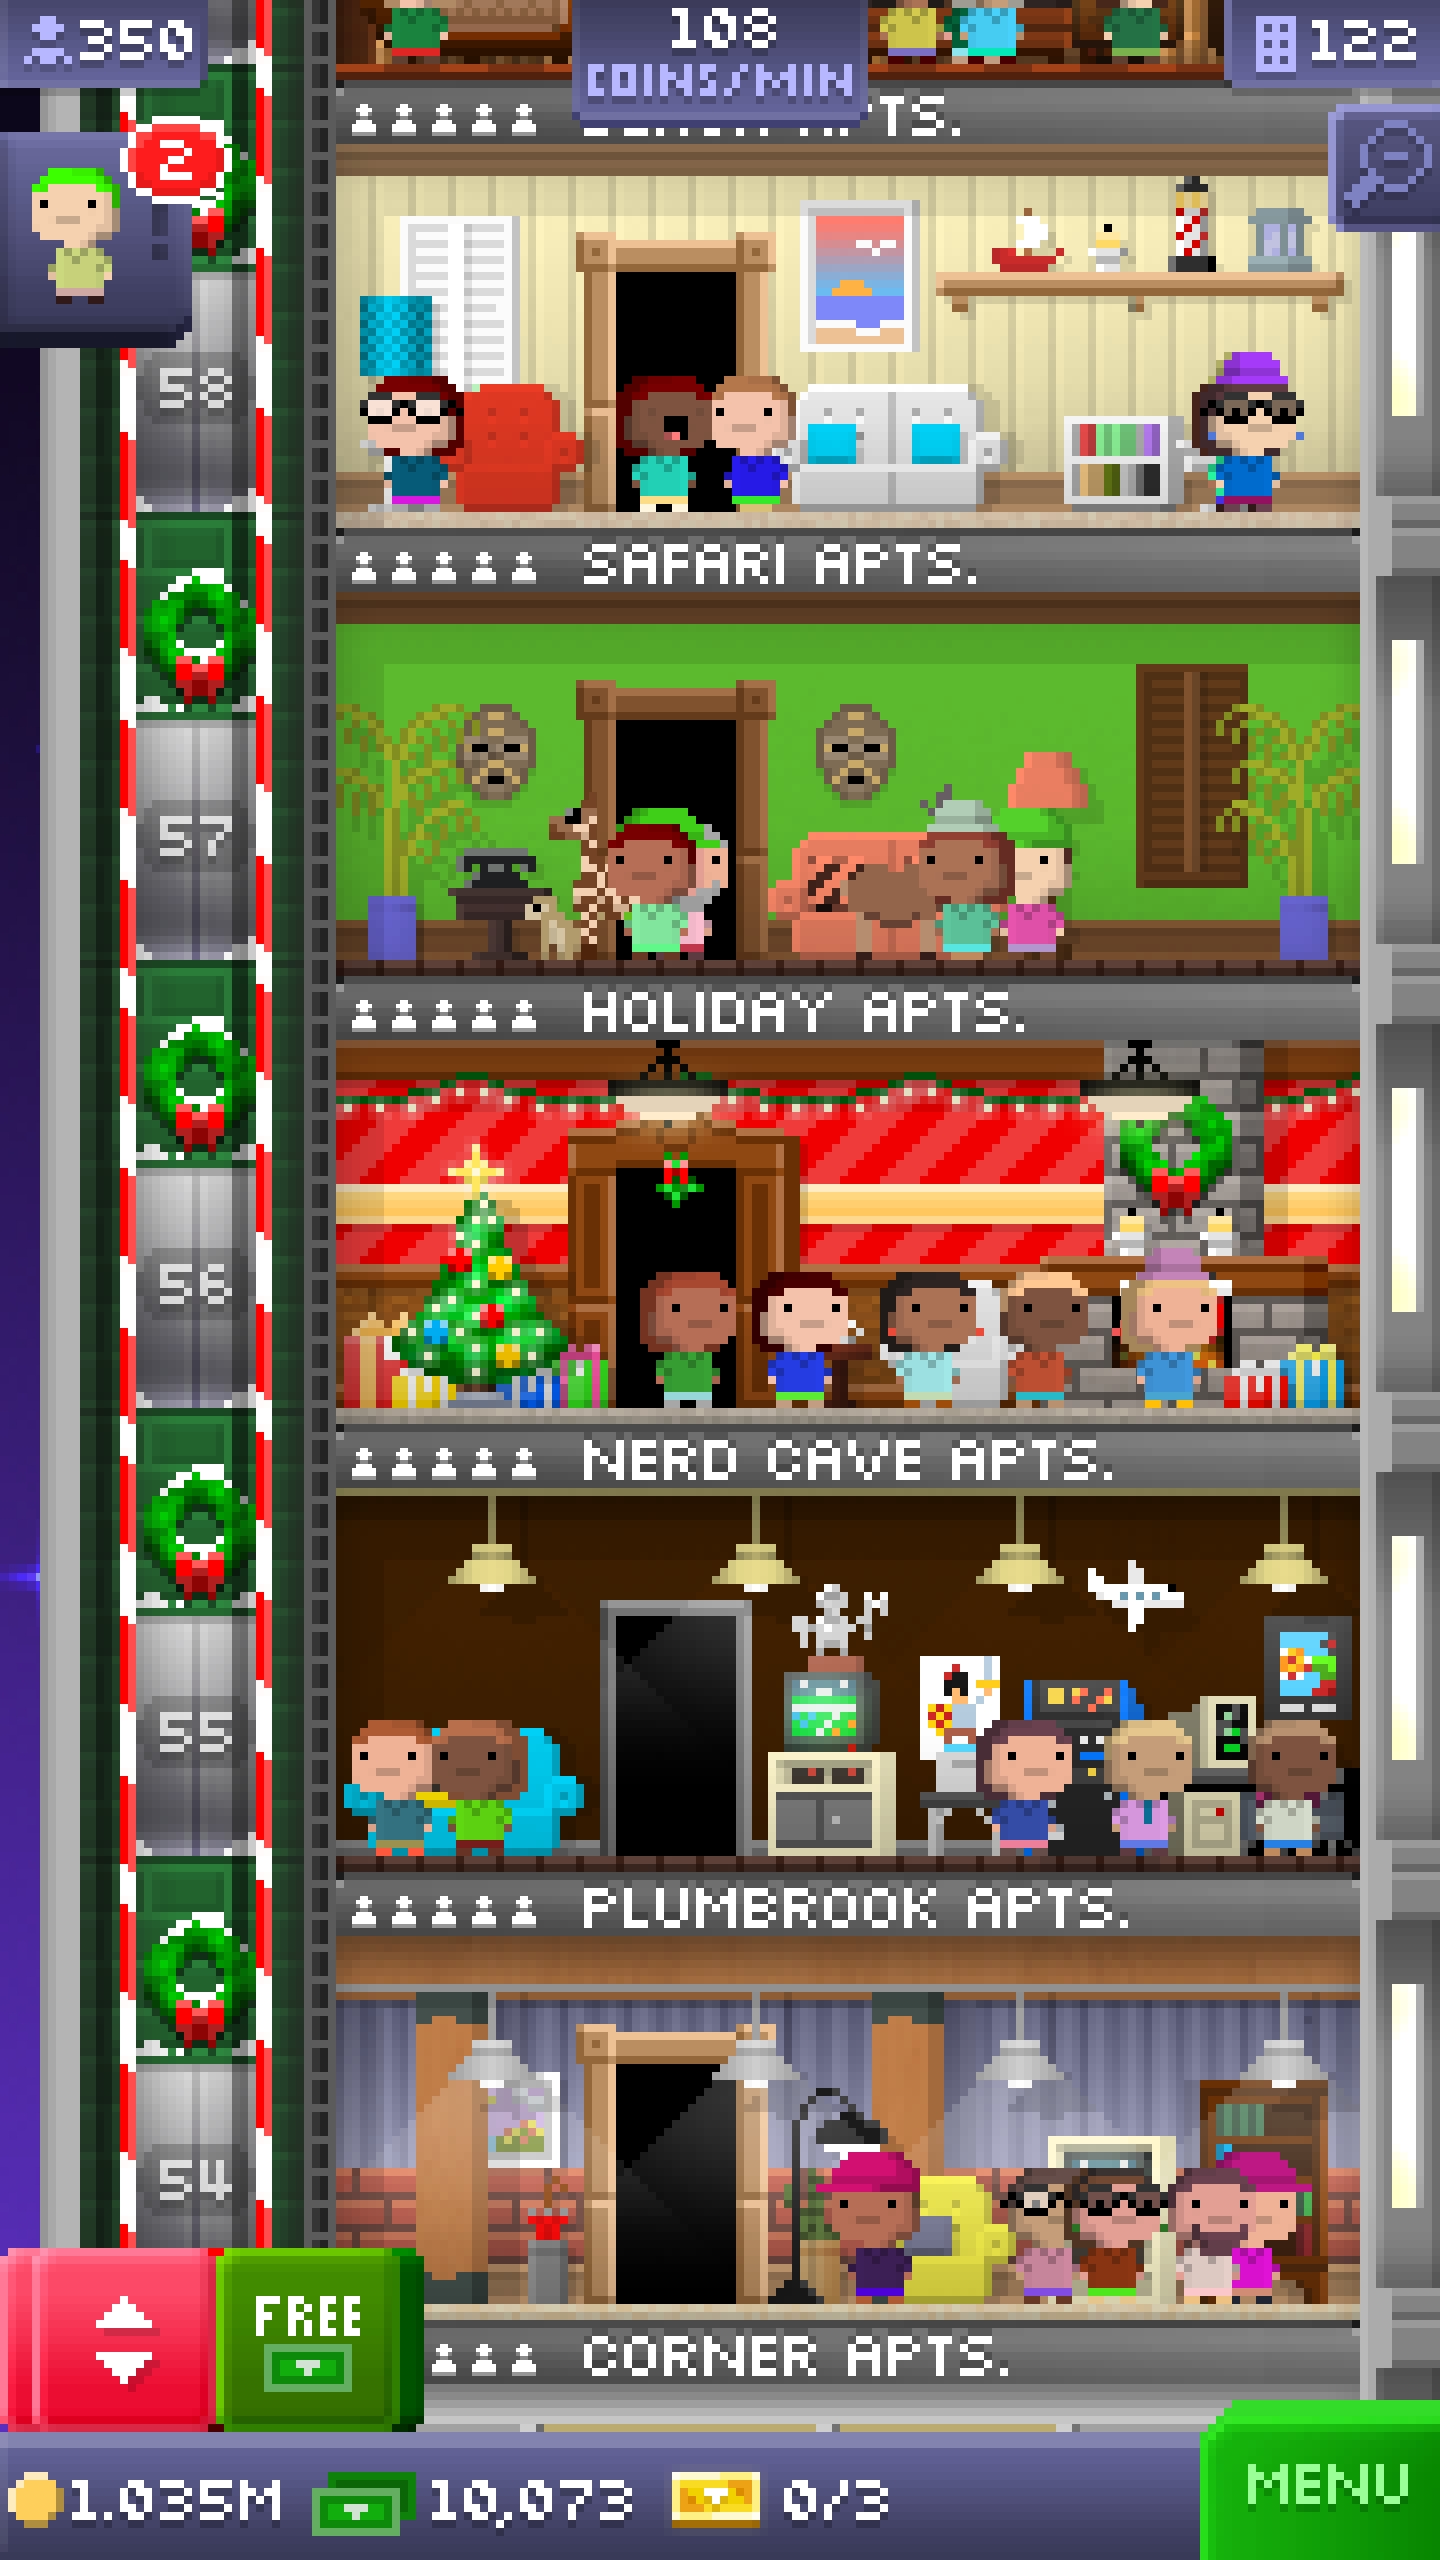 350
108
COINS/MIN
122
2
APTS.
58
SAFARI APTS.
57
HOLIDAY APTS.
56
NERD CAVE APTS.
55
PLUMBROOK APTS.
54
FREE
CORNER APTS.
1.035M
10,073
0/3
MENU